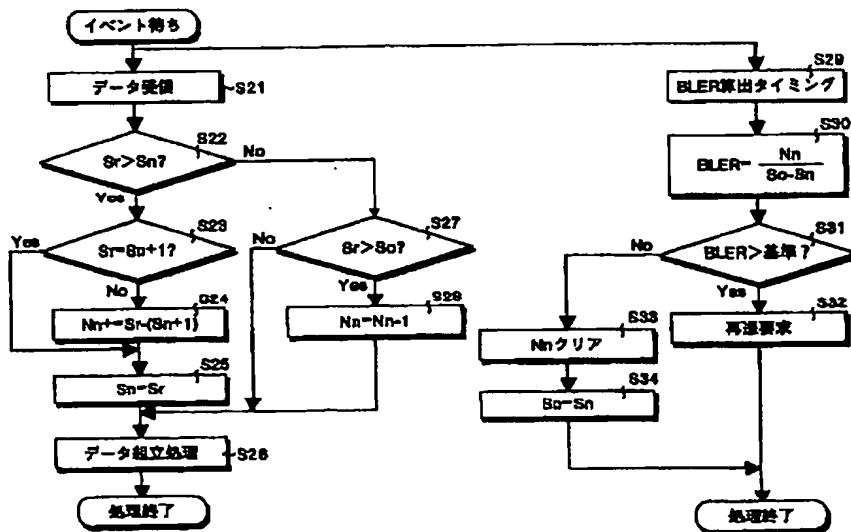 イベント待ち
データ受信
S21
Sr>Sn?
S22
No
Yes
Sr=Sn+1?
S23
Yes
No
Nn+=Sr-(Sn+1)
S24
Sn=Sr
S25
データ組立処理
S26
処理終了
Sr>So?
S27
No
Yes
Nn=Nn-1
S28
BLER算出タイミング
S29
BLER=
Nn
So-Sn
S30
BLER>基準?
S31
No
Yes
再送要求
S32
Nnクリア
S33
So=Sn
S34
処理終了